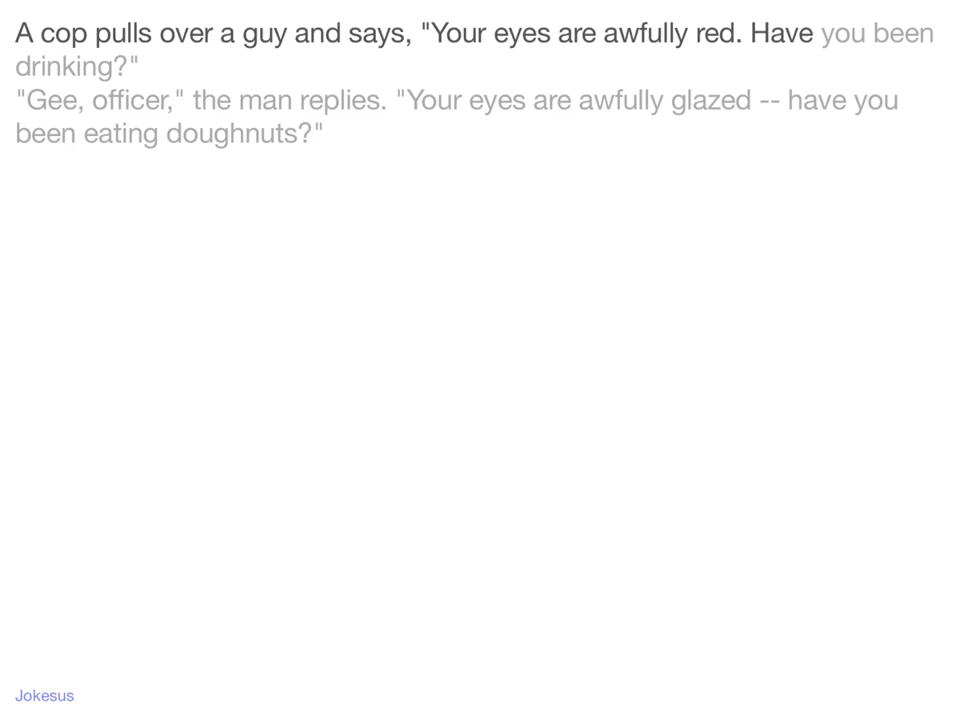 A cop pulls over a guy and says, "Your eyes are awfully red. Have you been
drinking?"
"Gee, officer," the man replies. "Your eyes are awfully glazed -- have you
been eating doughnuts?"
Jokesus